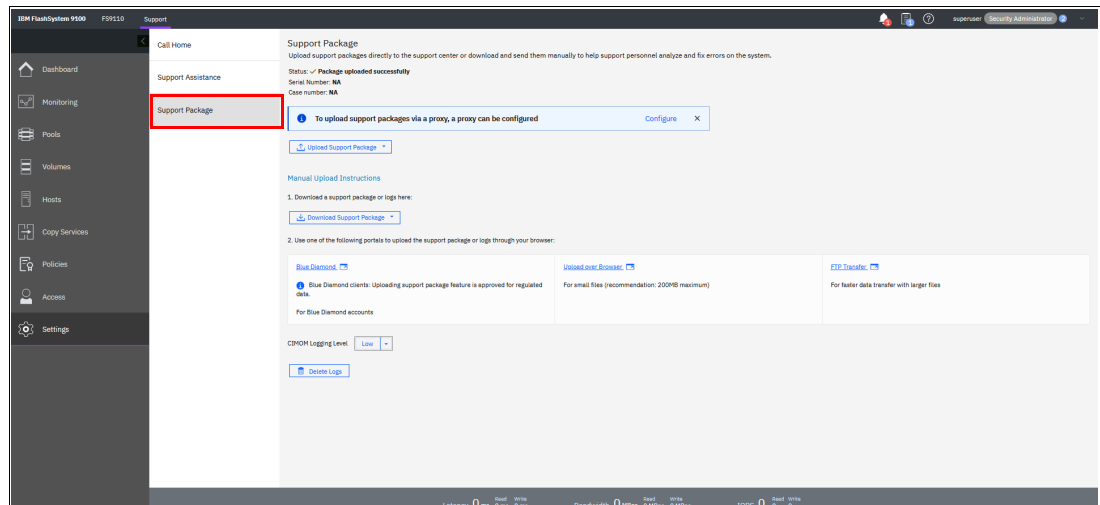 IBM FlashSystem 9100 FS9110 Support
superuser Security Administrator 2
Dashboard
Monitoring
Pools
Volumes
Hosts
Copy Services
Policies
Access
Settings
Call Home
Support Assistance
Support Package
Support Package
Upload support packages directly to the support center or download and send them manually to help support personnel analyze and fix errors on the system.
Status: ✓ Package uploaded successfully
Serial Number: NA
Case number: NA
To upload support packages via a proxy, a proxy can be configured Configure X
Upload Support Package
Manual Upload Instructions
1. Download a support package or logs here:
Download Support Package
2. Use one of the following portals to upload the support package or logs through your browser:
Blue Diamond
Blue Diamond clients: Uploading support package feature is approved for regulated
data.
For Blue Diamond accounts
Upload over Browser
For small files (recommendation: 200MB maximum)
FTP Transfer
For faster data transfer with larger files
CIMOM Logging Level Low
Delete Logs
Read Write
Read Write
Read Write